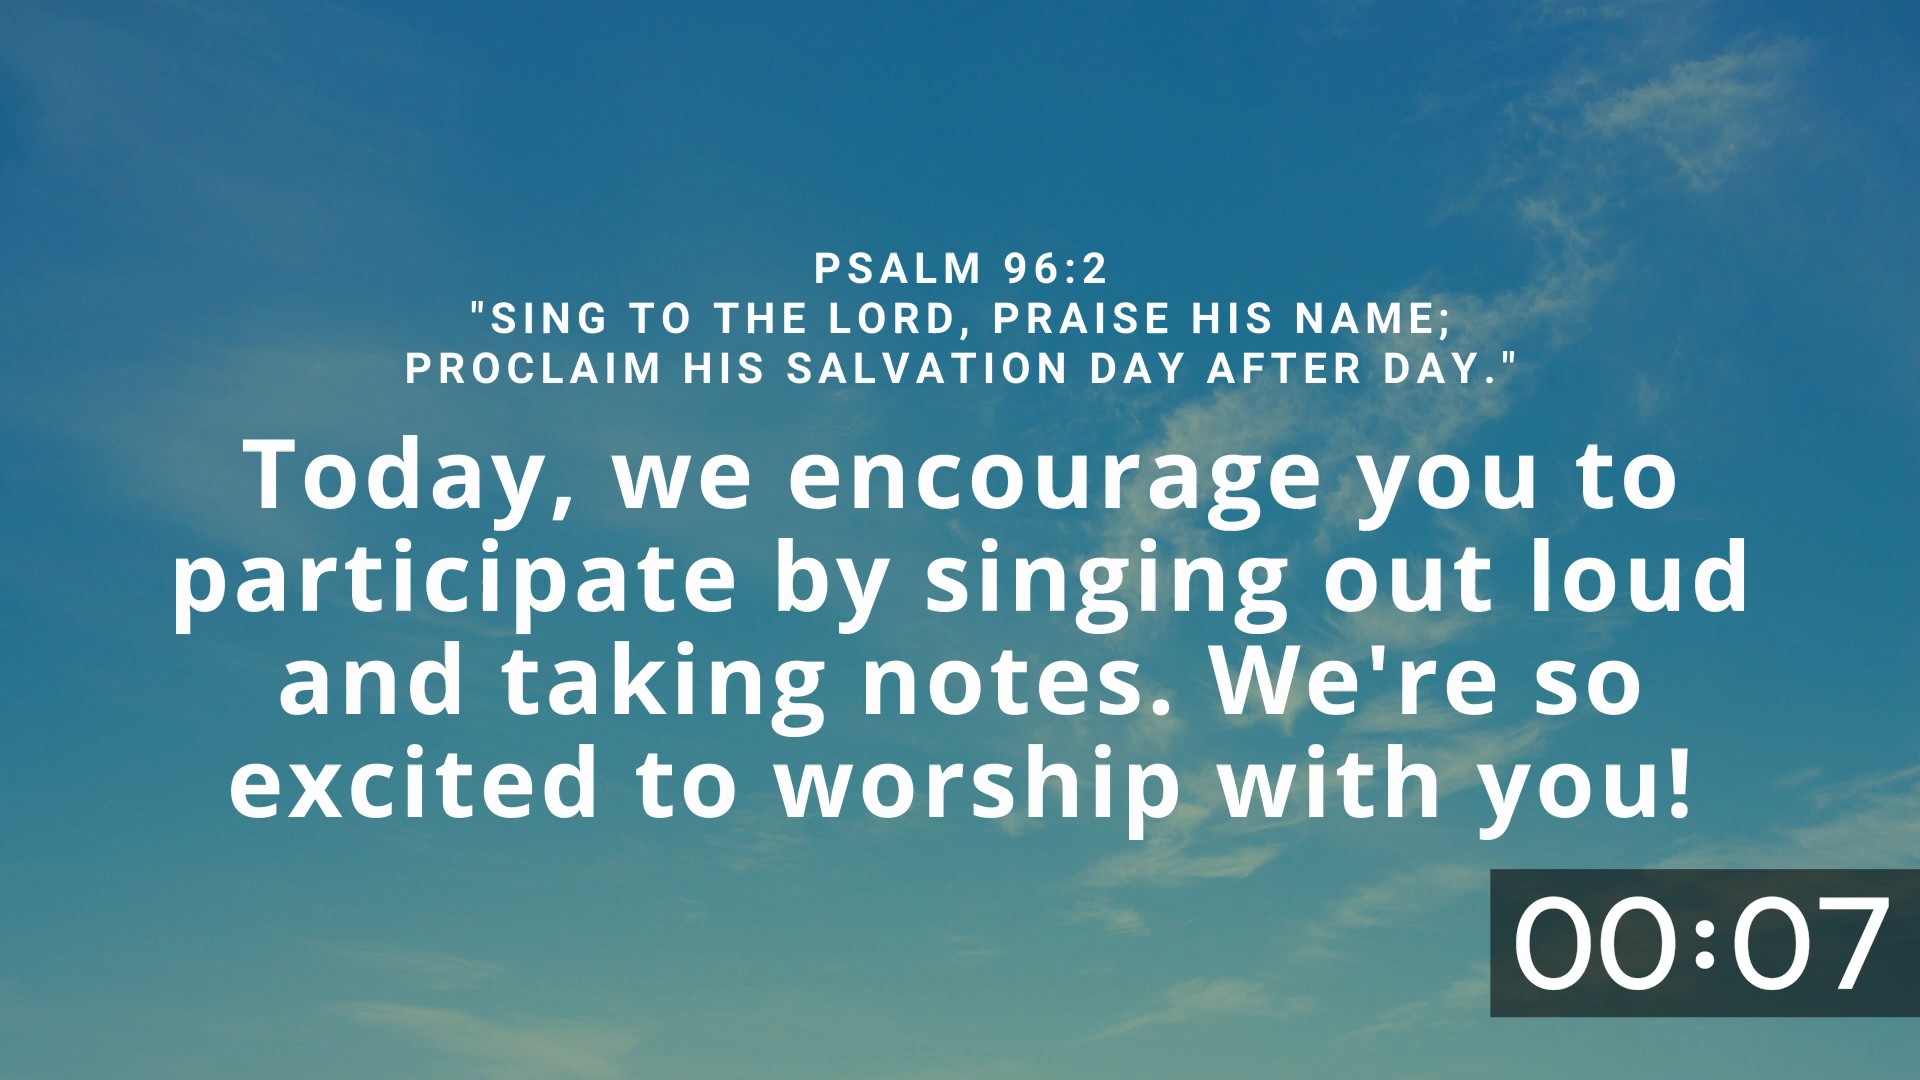 PSALM 96:2
"SING TO THE LORD, PRAISE HIS NAME;
PROCLAIM HIS SALVATION DAY AFTER DAY."
Today, we encourage you to
participate by singing out loud
and taking notes. We're so
excited to worship with you!
00:07